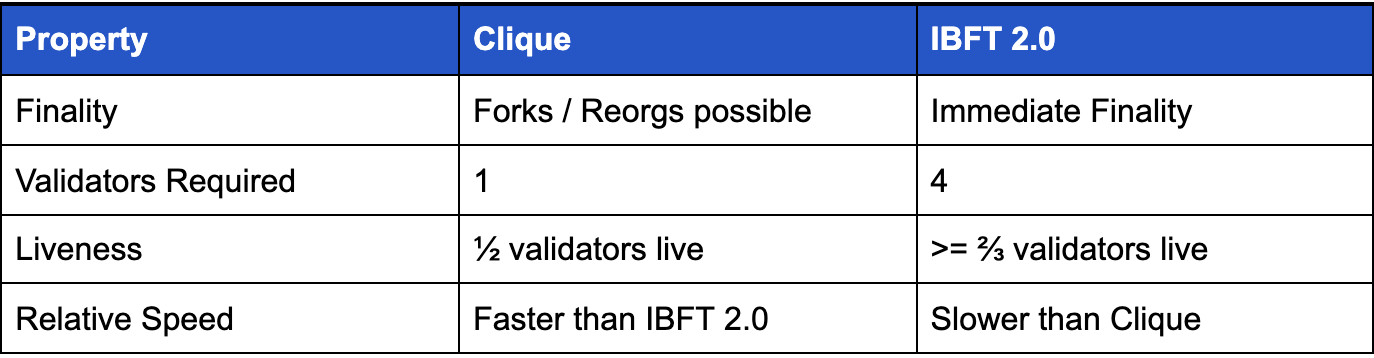 Property Clique IBFT 2.0
Finality Forks / Reorgs possible Immediate Finality
Validators Required 1 4
Liveness ½ validators live >= ⅔ validators live
Relative Speed Faster than IBFT 2.0 Slower than Clique